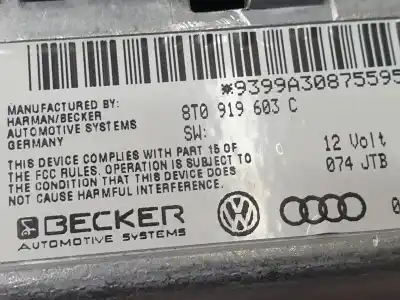 *9399A30875595
MANUFACTURED BY:
HARMAN/BECKER
AUTOMOTIVE SYSTEMS
GERMANY
8T0 919 603 C
SW:
12 Volt
074 JTB
THIS DEVICE COMPLIES WITH PART 15 OF
THE FCC RULES. OPERATION IS SUBJECT TO
THE CONDITION THAT THIS DEVICE DOES
NOT CAUSE HARMFUL INTERFERENCE.
BECKER
AUTOMOTIVE SYSTEMS